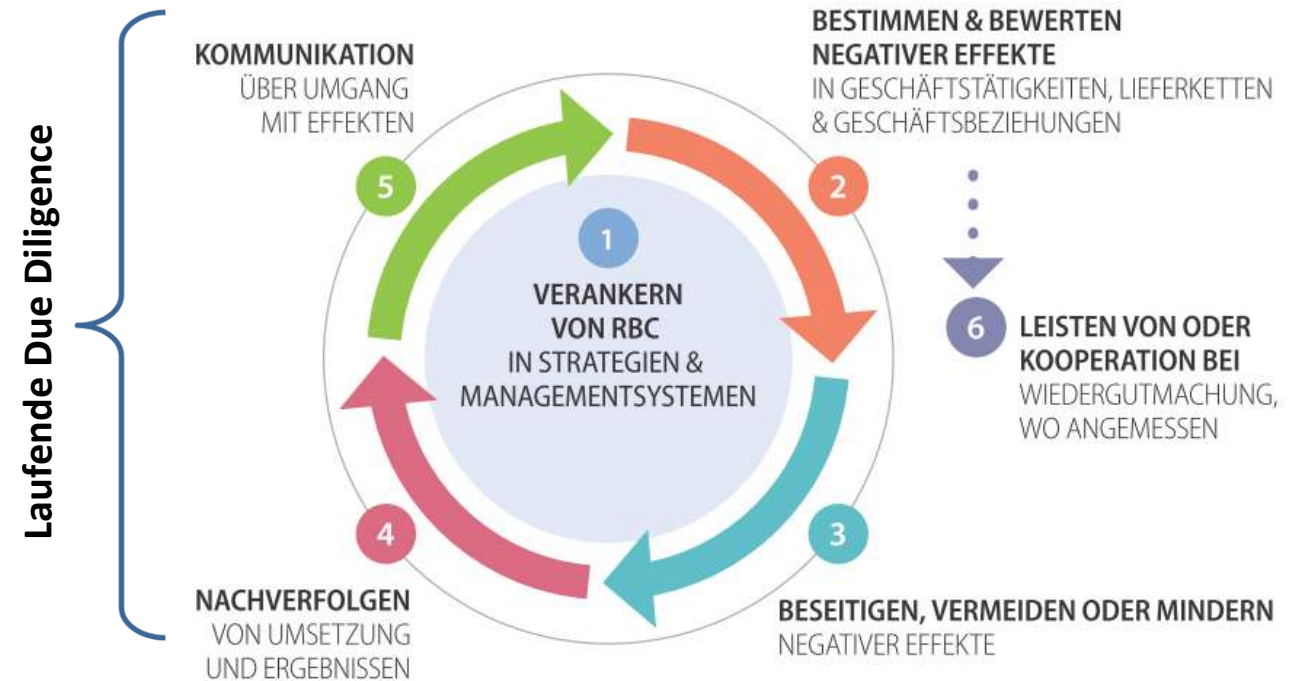 Laufende Due Diligence
1
VERANKERN
VON RBC
IN STRATEGIEN &
MANAGEMENTSYSTEMEN
BESTIMMEN & BEWERTEN
NEGATIVER EFFEKTE
IN GESCHÄFTSTÄTIGKEITEN, LIEFERKETTEN
& GESCHÄFTSBEZIEHUNGEN
2
3
BESEITIGEN, VERMEIDEN ODER MINDERN
NEGATIVER EFFEKTE
4
NACHVERFOLGEN
VON UMSETZUNG
UND ERGEBNISSEN
KOMMUNIKATION
ÜBER UMGANG
MIT EFFEKTEN
5
6
LEISTEN VON ODER
KOOPERATION BEI
WIEDERGUTMACHUNG,
WO ANGEMESSEN